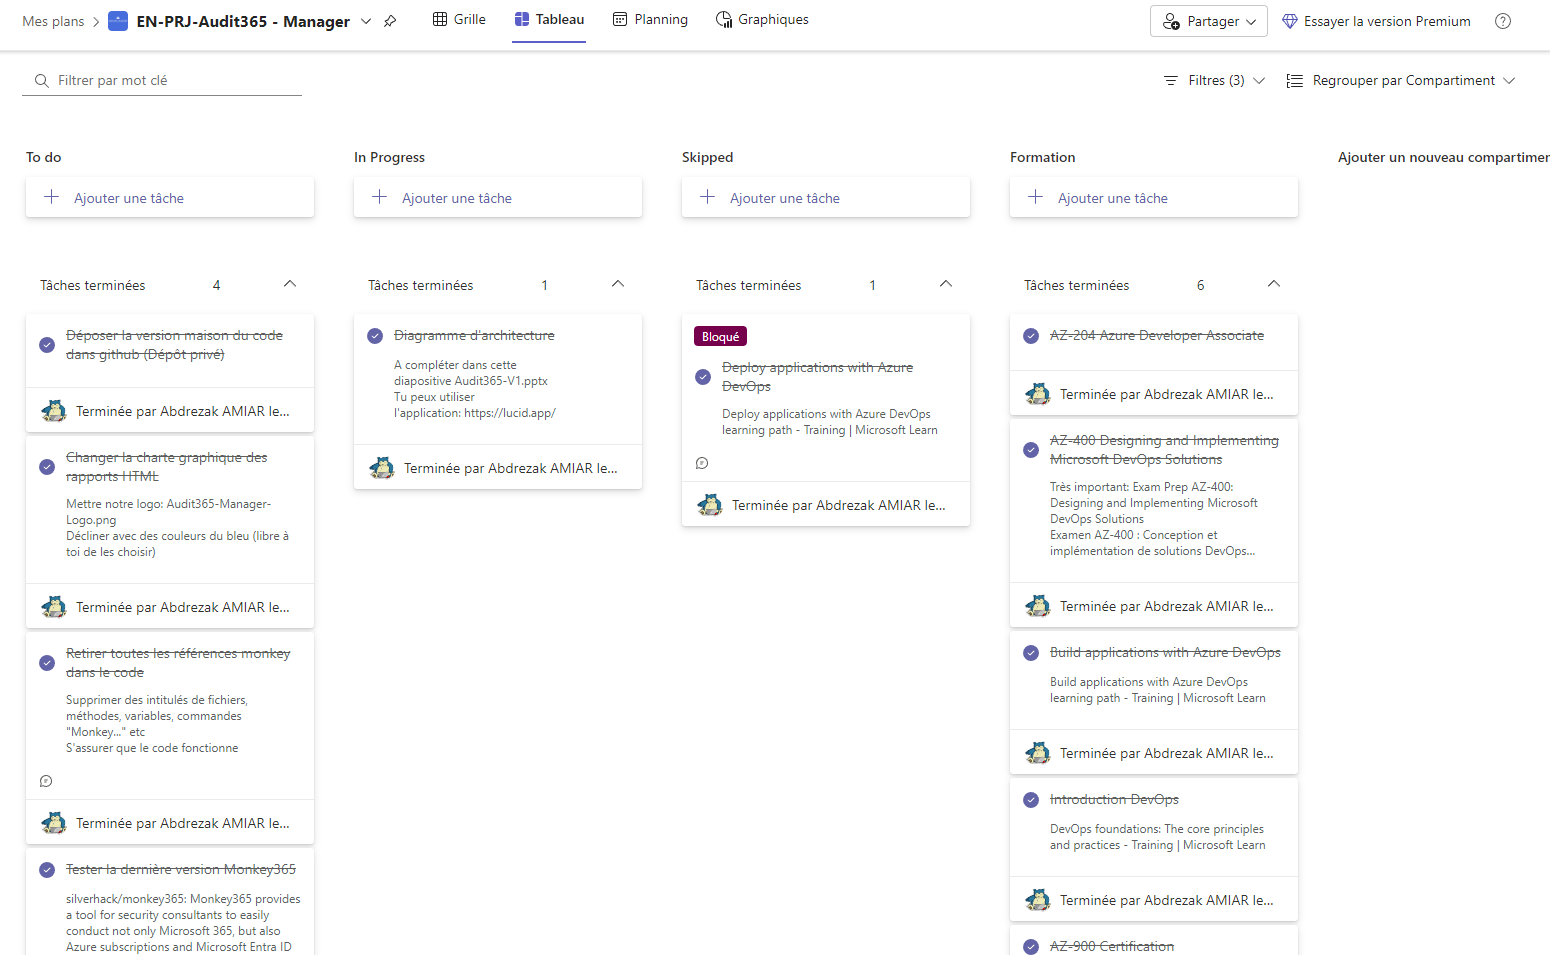 Mes plans
EN-PRJ-Audit365 - Manager
Grille
Tableau
Planning
Graphiques
Partager
Essayer la version Premium
Filtrer par mot clé
Filtres (3)
Regrouper par Compartiment
To do
Ajouter une tâche
Tâches terminées 4
Déposer la version maison du code
dans github (Dépôt privé)
Terminée par Abdrezak AMIAR le...
Changer la charte graphique des
rapports HTML
Mettre notre logo: Audit365-Manager-
Logo.png
Décliner avec des couleurs du bleu (libre à
toi de les choisir)
Terminée par Abdrezak AMIAR le...
Retirer toutes les références monkey
dans le code
Supprimer des intitulés de fichiers,
méthodes, variables, commandes
"Monkey..." etc
S'assurer que le code fonctionne
Terminée par Abdrezak AMIAR le...
Tester la dernière version Monkey365
silverhack/monkey365: Monkey365 provides
a tool for security consultants to easily
conduct not only Microsoft 365, but also
Azure subscriptions and Microsoft Entra ID
In Progress
Ajouter une tâche
Tâches terminées 1
Diagramme d'architecture
A compléter dans cette
diapositive Audit365-V1.pptx
Tu peux utiliser
l'application: https://lucid.app/
Terminée par Abdrezak AMIAR le...
Skipped
Ajouter une tâche
Tâches terminées 1
Bloqué
Deploy applications with Azure
DevOps
Deploy applications with Azure DevOps
learning path - Training | Microsoft Learn
Terminée par Abdrezak AMIAR le...
Formation
Ajouter une tâche
Tâches terminées 6
AZ-204 Azure Developer Associate
Terminée par Abdrezak AMIAR le...
AZ-400 Designing and Implementing
Microsoft DevOps Solutions
Très important: Exam Prep AZ-400:
Designing and Implementing Microsoft
DevOps Solutions
Examen AZ-400 : Conception et
implémentation de solutions DevOps...
Terminée par Abdrezak AMIAR le...
Build applications with Azure DevOps
Build applications with Azure DevOps
learning path - Training | Microsoft Learn
Terminée par Abdrezak AMIAR le...
Introduction DevOps
DevOps foundations: The core principles
and practices - Training | Microsoft Learn
Terminée par Abdrezak AMIAR le...
AZ-900 Certification
Ajouter un nouveau compartimen